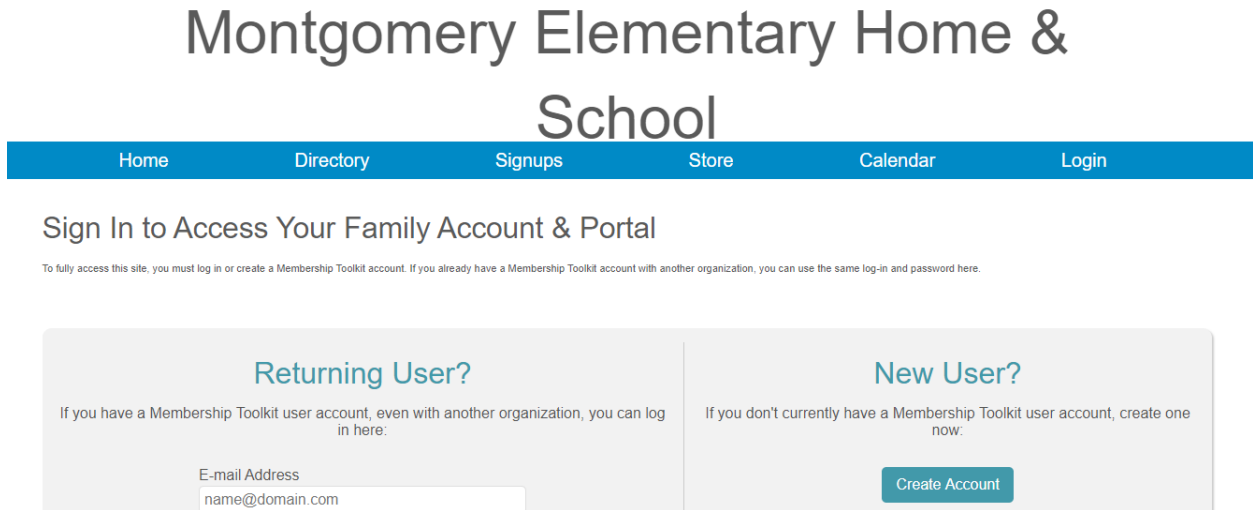 Montgomery Elementary Home &
School
Home Directory Signups Store Calendar Login
Sign In to Access Your Family Account & Portal
To fully access this site, you must log in or create a Membership Toolkit account. If you already have a Membership Toolkit account with another organization, you can use the same log-in and password here.
Returning User?
If you have a Membership Toolkit user account, even with another organization, you can log
in here:
E-mail Address
name@domain.com
New User?
If you don't currently have a Membership Toolkit user account, create one
now:
Create Account